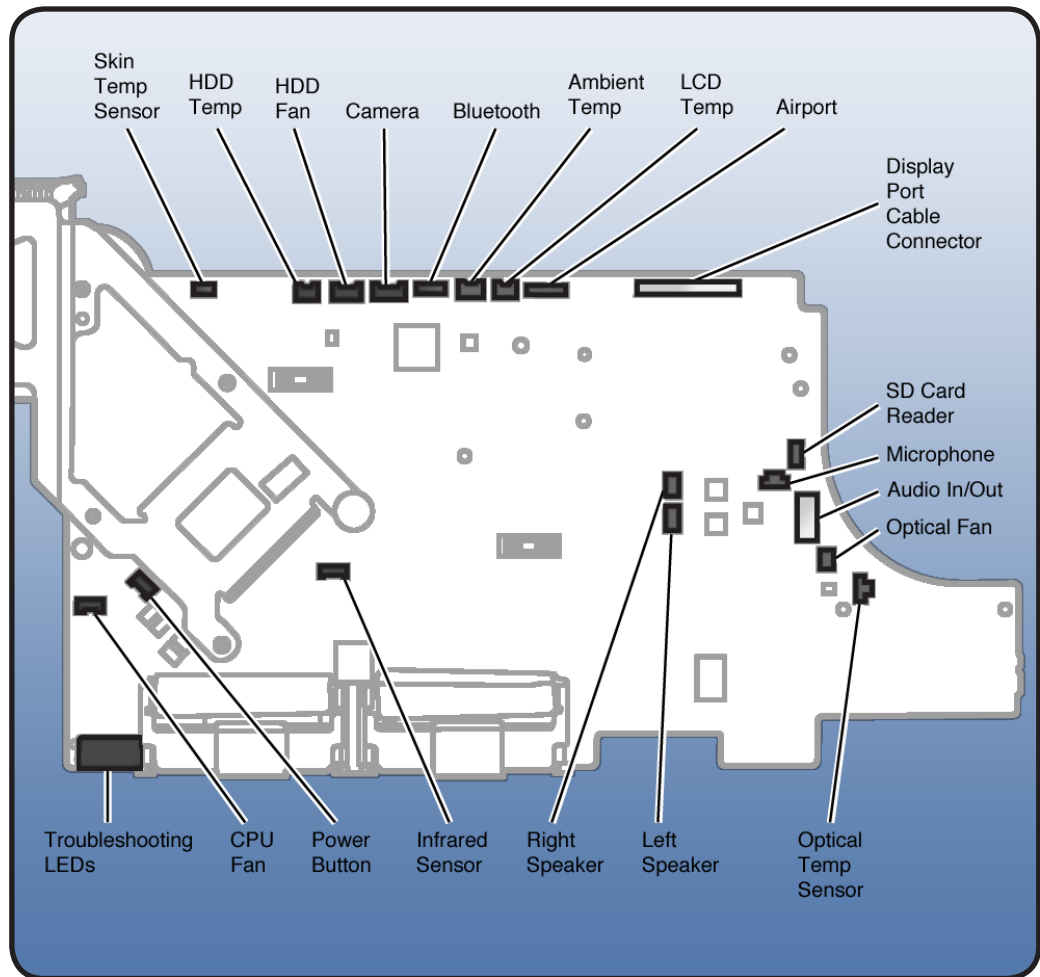 Skin
Temp
Sensor
HDD
Temp
HDD
Fan
Camera
Bluetooth
Ambient
Temp
LCD
Temp
Airport
Display
Port
Cable
Connector
SD Card
Reader
Microphone
Audio In/Out
Optical Fan
Troubleshooting
LEDs
CPU
Fan
Power
Button
Infrared
Sensor
Right
Speaker
Left
Speaker
Optical
Temp
Sensor